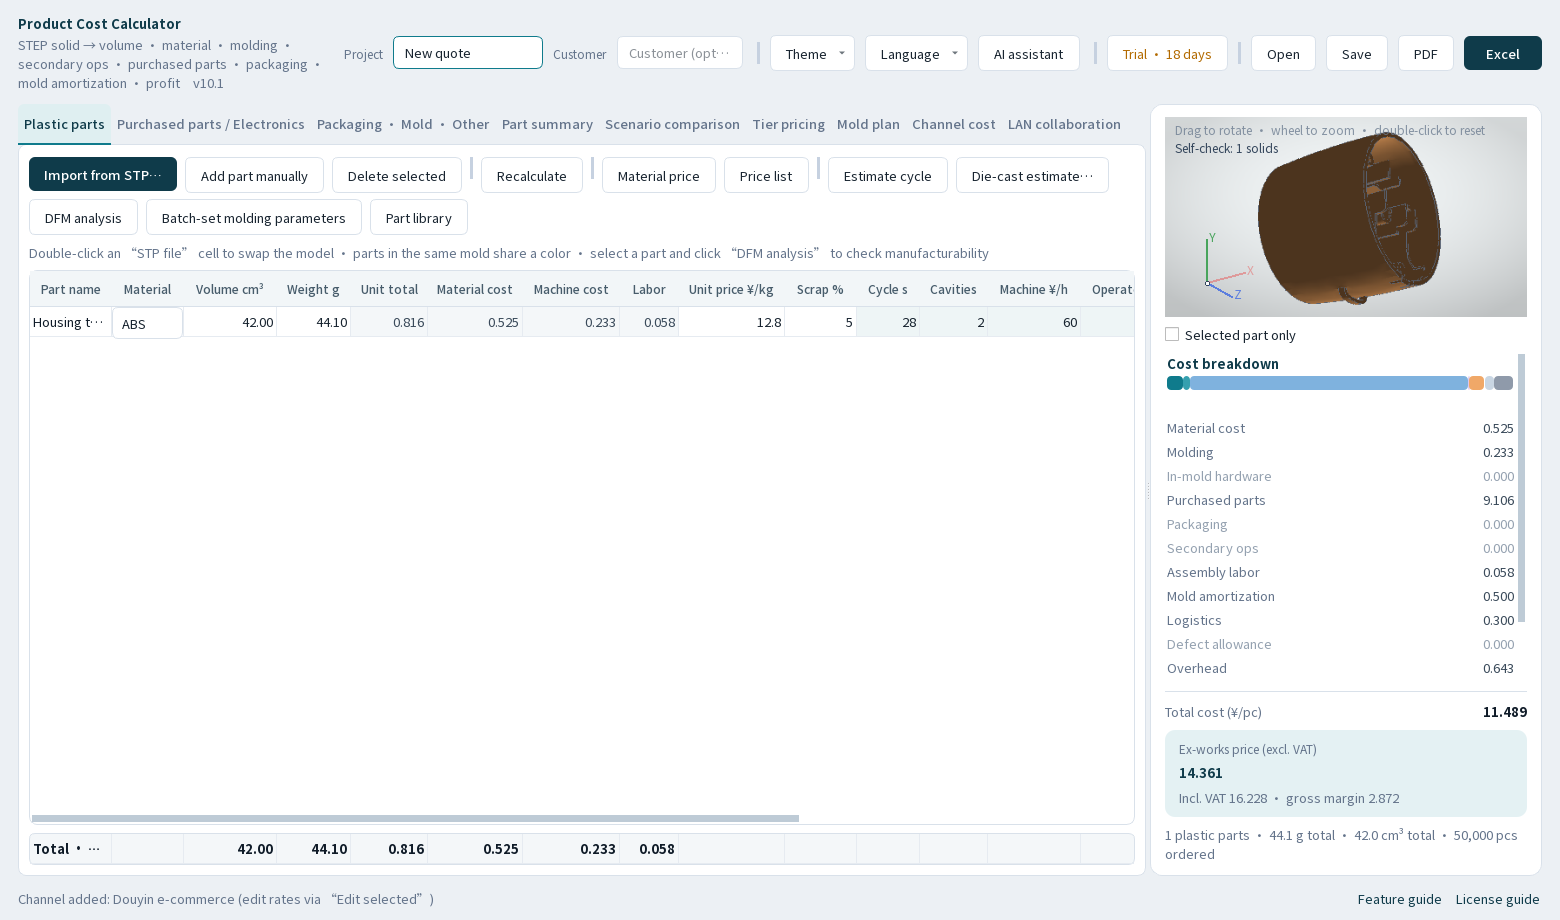 Product Cost Calculator
STEP solid → volume • material • molding •
secondary ops • purchased parts • packaging •
mold amortization • profit v10.1
Project New quote Customer Customer (opt··· Theme Language AI assistant Trial • 18 days Open Save PDF Excel
Plastic parts Purchased parts / Electronics Packaging • Mold • Other Part summary Scenario comparison Tier pricing Mold plan Channel cost LAN collaboration
Import from STP··· Add part manually Delete selected Recalculate Material price Price list Estimate cycle Die-cast estimate···
DFM analysis Batch-set molding parameters Part library
Double-click an “STP file” cell to swap the model • parts in the same mold share a color • select a part and click “DFM analysis” to check manufacturability
Part name Material Volume cm³ Weight g Unit total Material cost Machine cost Labor Unit price ¥/kg Scrap % Cycle s Cavities Machine ¥/h Operat
Housing t··· ABS 42.00 44.10 0.816 0.525 0.233 0.058 12.8 5 28 2 60
Total • ··· 42.00 44.10 0.816 0.525 0.233 0.058
Drag to rotate • wheel to zoom • double-click to reset
Self-check: 1 solids
Y
X
Z
Selected part only
Cost breakdown
Material cost 0.525
Molding 0.233
In-mold hardware 0.000
Purchased parts 9.106
Packaging 0.000
Secondary ops 0.000
Assembly labor 0.058
Mold amortization 0.500
Logistics 0.300
Defect allowance 0.000
Overhead 0.643
Total cost (¥/pc) 11.489
Ex-works price (excl. VAT)
14.361
Incl. VAT 16.228 • gross margin 2.872
1 plastic parts • 44.1 g total • 42.0 cm³ total • 50,000 pcs
ordered
Channel added: Douyin e-commerce (edit rates via “Edit selected”)
Feature guide License guide